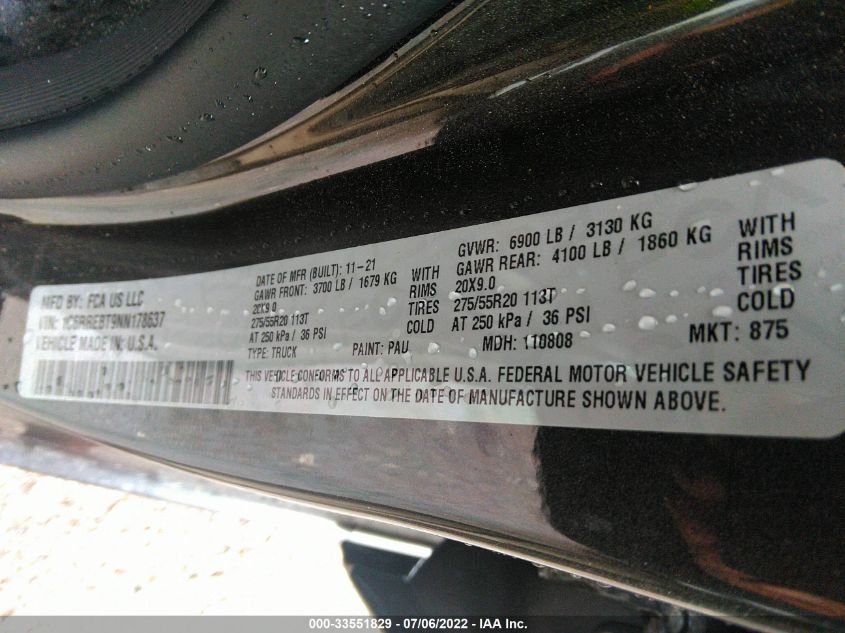 MFD BY: FCA US LLC
VIN: 1C6RREBT9NN178637
VEHICLE MADE IN: U.S.A.
DATE OF MFR (BUILT): 11-21
GAWR FRONT: 3700 LB / 1679 KG
20X9.0
275/55R20 113T
AT 250 kPa / 36 PSI
WITH
RIMS
TIRES
COLD
TYPE: TRUCK PAINT: PAU
GVWR: 6900 LB / 3130 KG
GAWR REAR: 4100 LB / 1860 KG
20X9.0
275/55R20 113T
AT 250 kPa / 36 PSI
WITH
RIMS
TIRES
COLD
MDH: 110808 MKT: 875
THIS VEHICLE CONFORMS TO ALL APPLICABLE U.S.A. FEDERAL MOTOR VEHICLE SAFETY
STANDARDS IN EFFECT ON THE DATE OF MANUFACTURE SHOWN ABOVE.
000-33551829 - 07/06/2022 - IAA Inc.